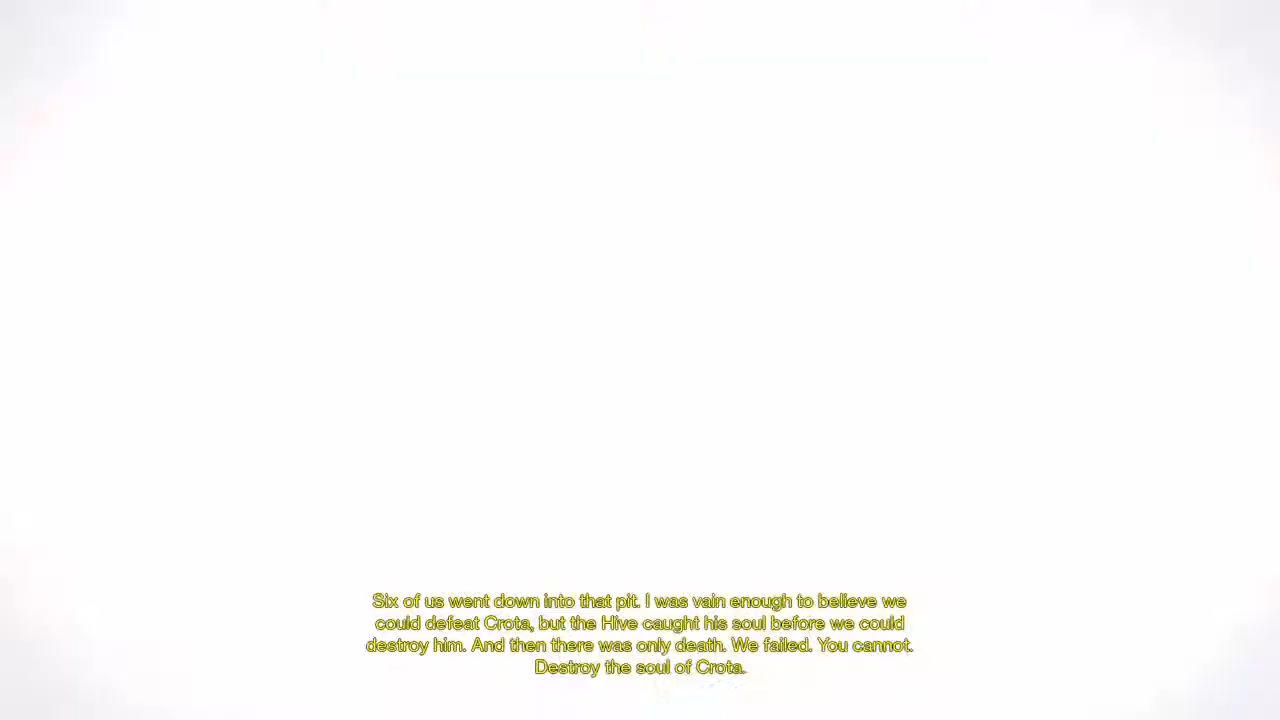 Six of us went down into that pit. I was vain enough to believe we
could defeat Crota, but the Hive caught his soul before we could
destroy him. And then there was only death. We failed. You cannot.
Destroy the soul of Crota.